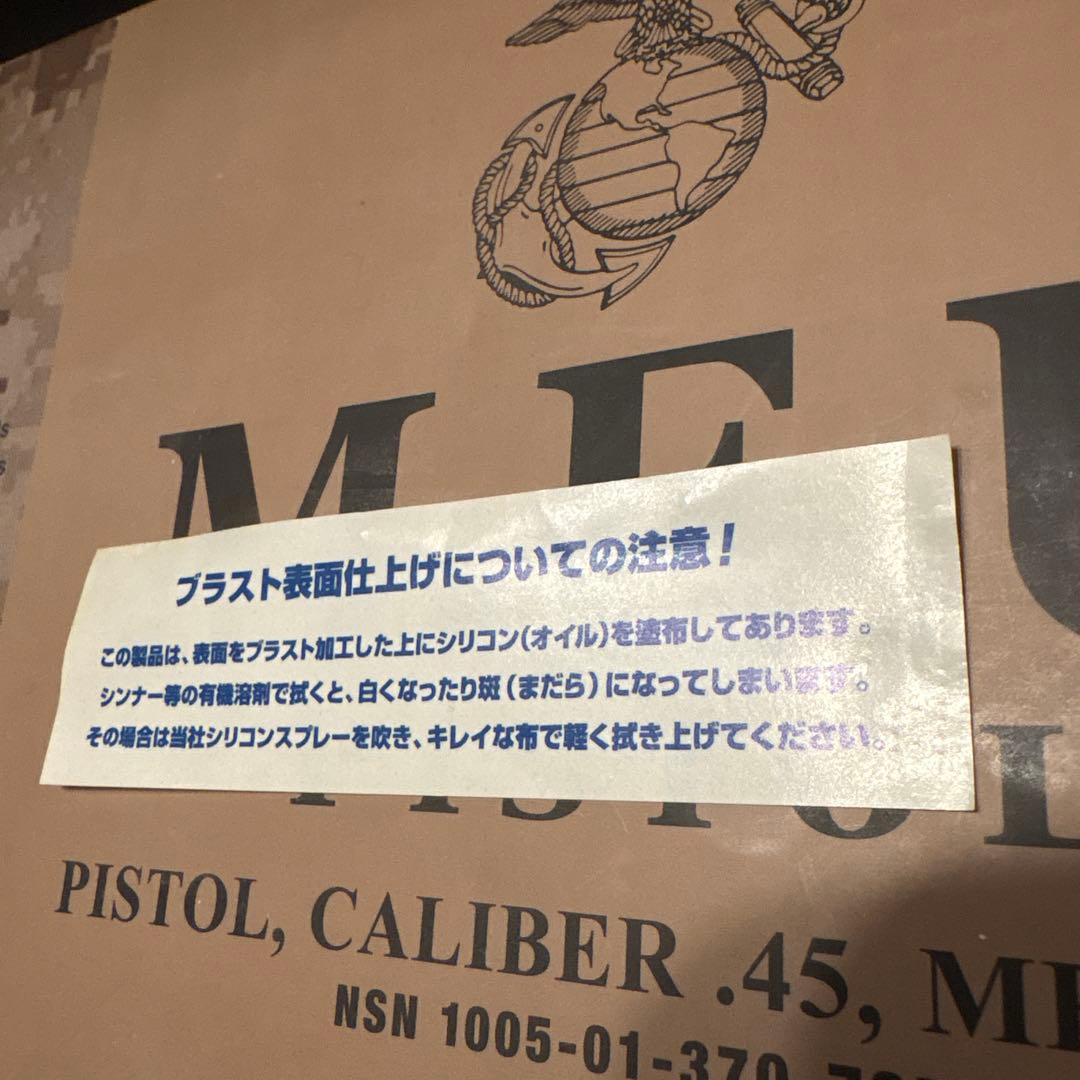 MEU
ブラスト表面仕上げについての注意！
この製品は、表面をブラスト加工した上にシリコン(オイル)を塗布してあります。
シンナー等の有機溶剤で拭くと、白くなったり斑(まだら)になってしまいます。
その場合は当社シリコンスプレーを吹き、キレイな布で軽く拭き上げてください。
PISTOL
PISTOL, CALIBER .45, ME
NSN 1005-01-370-